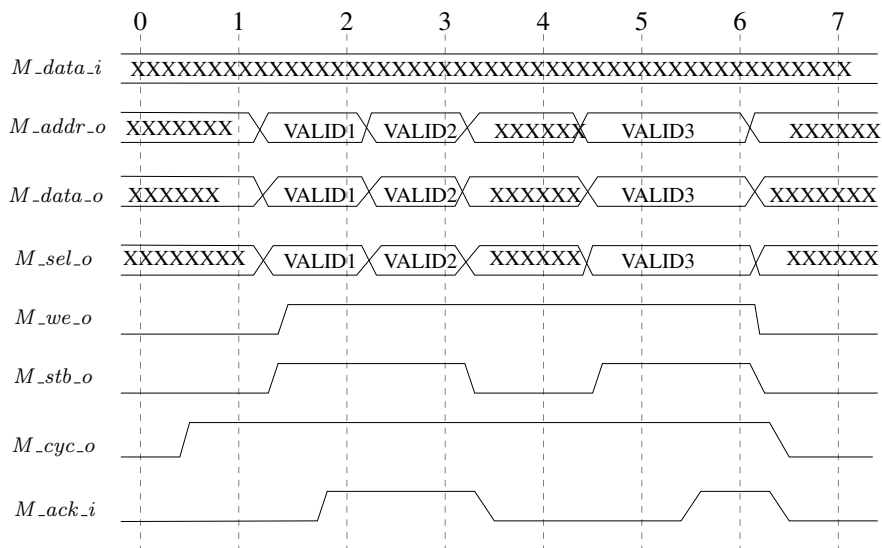 0 1 2 3 4 5 6 7
M_data_i XXXXXXXXXXXXXXXXXXXXXXXXXXXXXXXXXXXXXXXXXXXXXXXX
M_addr_o XXXXXXX VALID1 VALID2 XXXXXX VALID3 XXXXXX
M_data_o XXXXXX VALID1 VALID2 XXXXXX VALID3 XXXXXXX
M_sel_o XXXXXXXX VALID1 VALID2 XXXXXX VALID3 XXXXXX
M_we_o
M_stb_o
M_cyc_o
M_ack_i